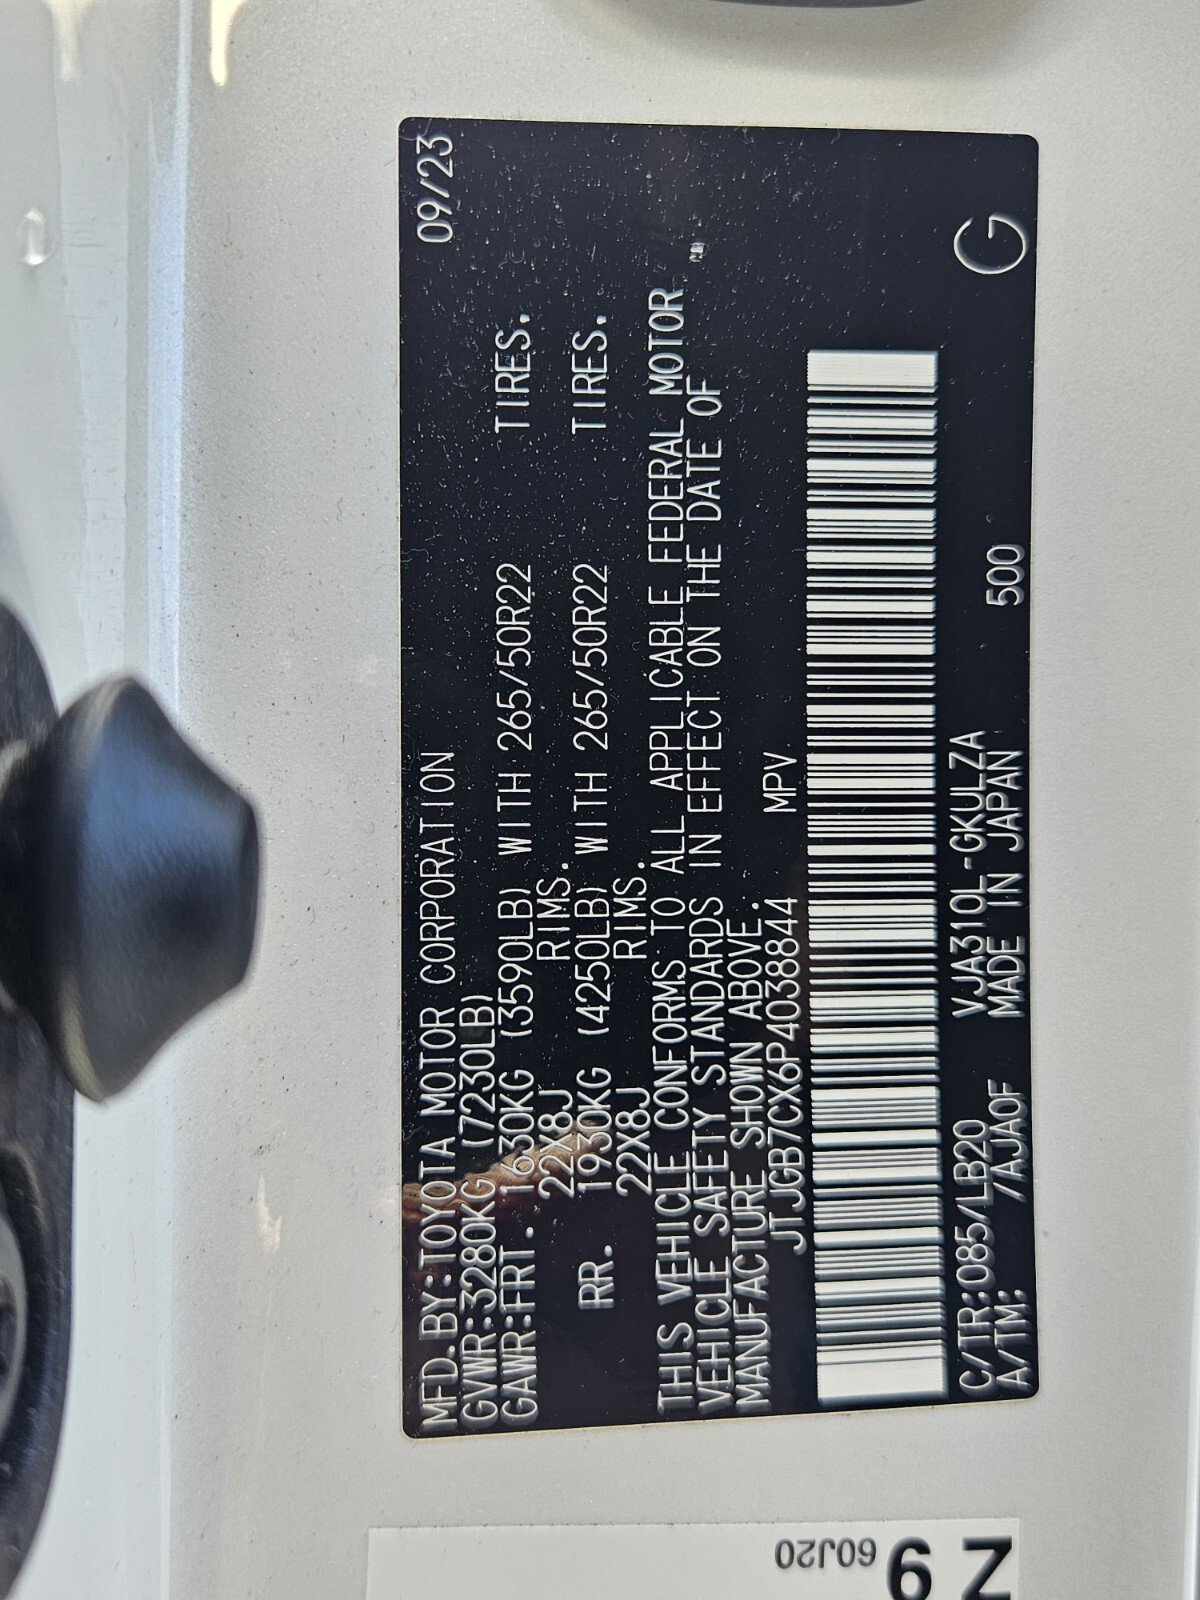 MFD. BY:TOYOTA MOTOR CORPORATION 09/23
GVWR:3280KG (7230LB)
GAWR:FRT. 1630KG (3590LB) WITH 265/50R22 TIRES.
22X8J RIMS.
RR. 1930KG (4250LB) WITH 265/50R22 TIRES.
22X8J RIMS.
THIS VEHICLE CONFORMS TO ALL APPLICABLE FEDERAL MOTOR
VEHICLE SAFETY STANDARDS IN EFFECT ON THE DATE OF
MANUFACTURE SHOWN ABOVE.
JTJGB7CX6P4038844 MPV
C/TR:085/LB20 VJA310L-GKULZA 500
A/TM: /AJA0F MADE IN JAPAN G
60J20
Z 9